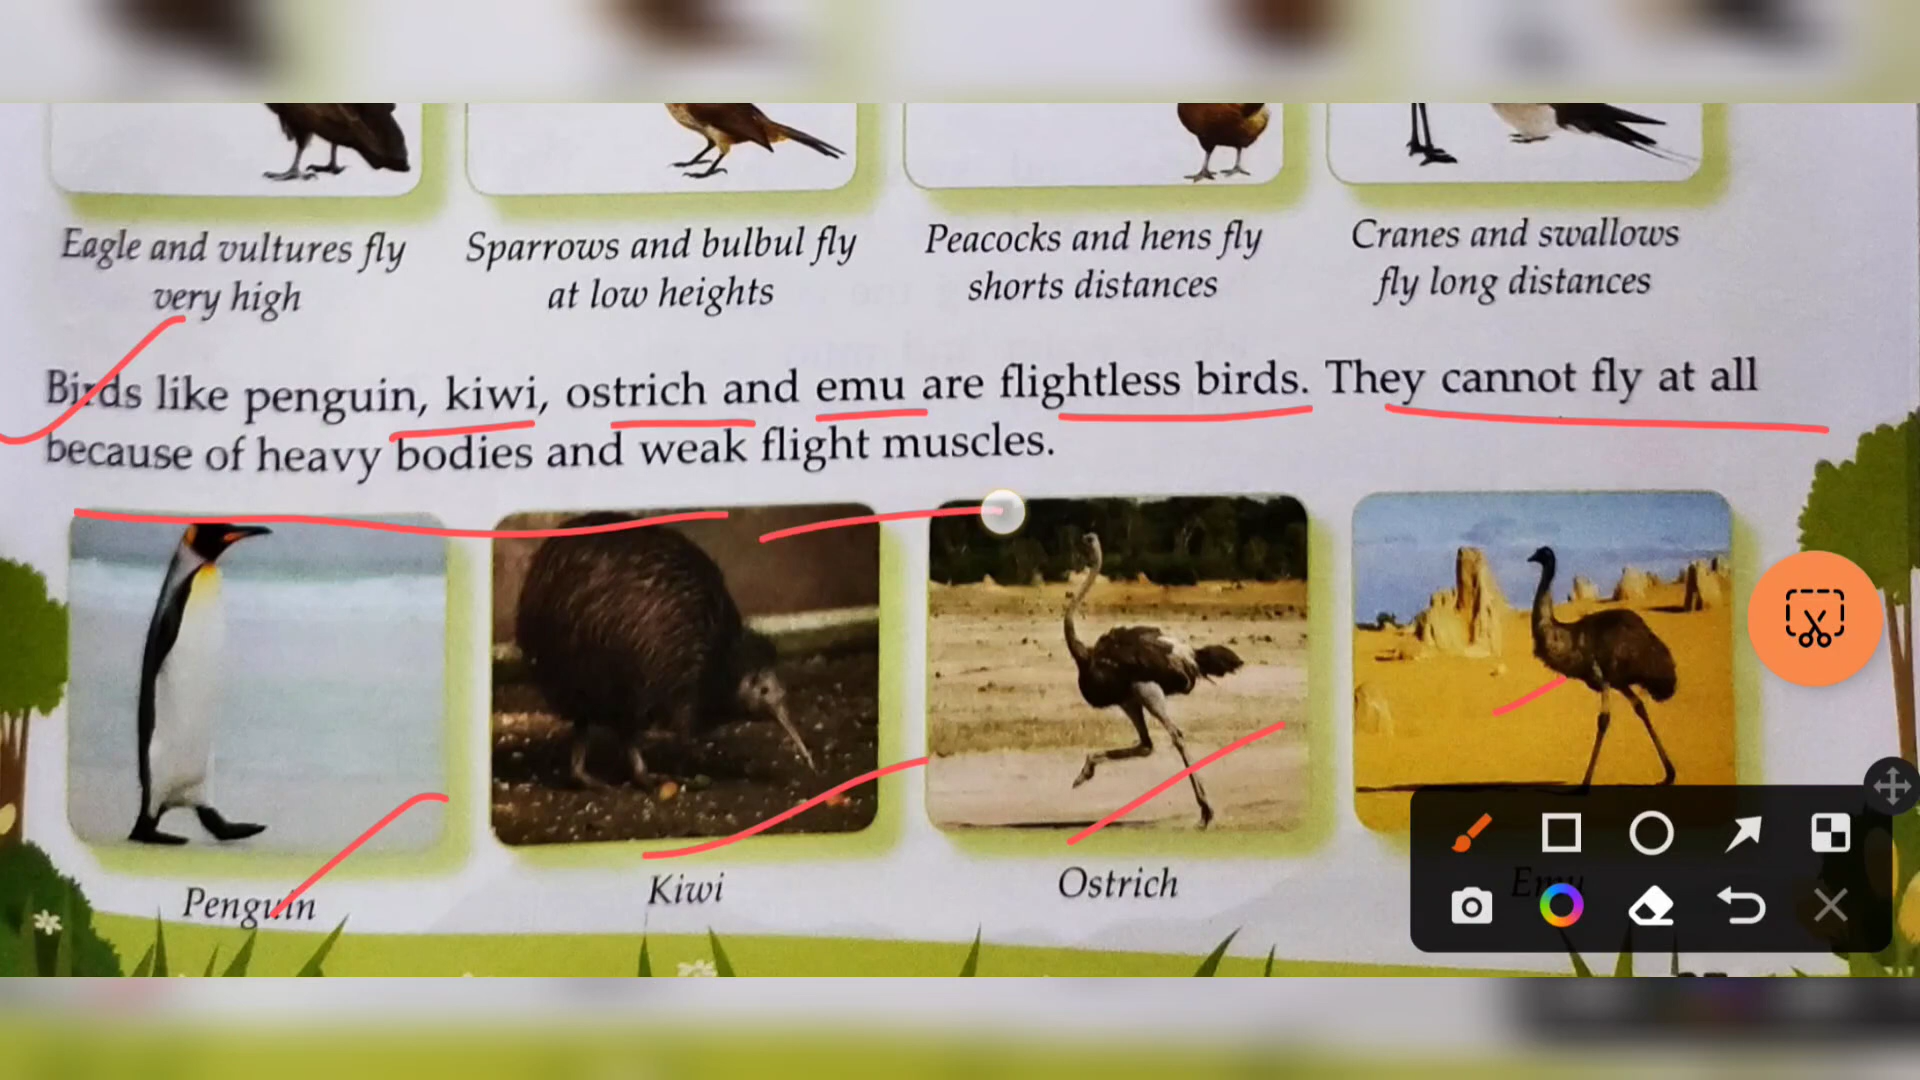 Eagle and vultures fly
very high
Sparrows and bulbul fly
at low heights
Peacocks and hens fly
shorts distances
Cranes and swallows
fly long distances
Birds like penguin, kiwi, ostrich and emu are flightless birds. They cannot fly at all
because of heavy bodies and weak flight muscles.
Penguin
Kiwi
Ostrich
Emu